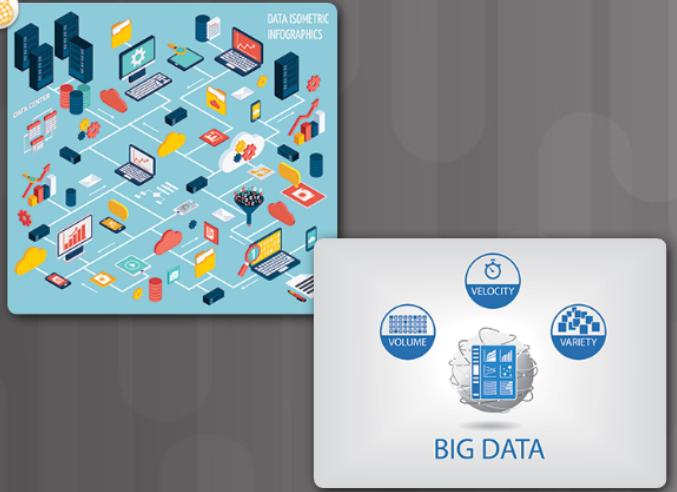 DATA ISOMETRIC
INFOGRAPHICS
DATA CENTER
VELOCITY
VOLUME
VARIETY
BIG DATA